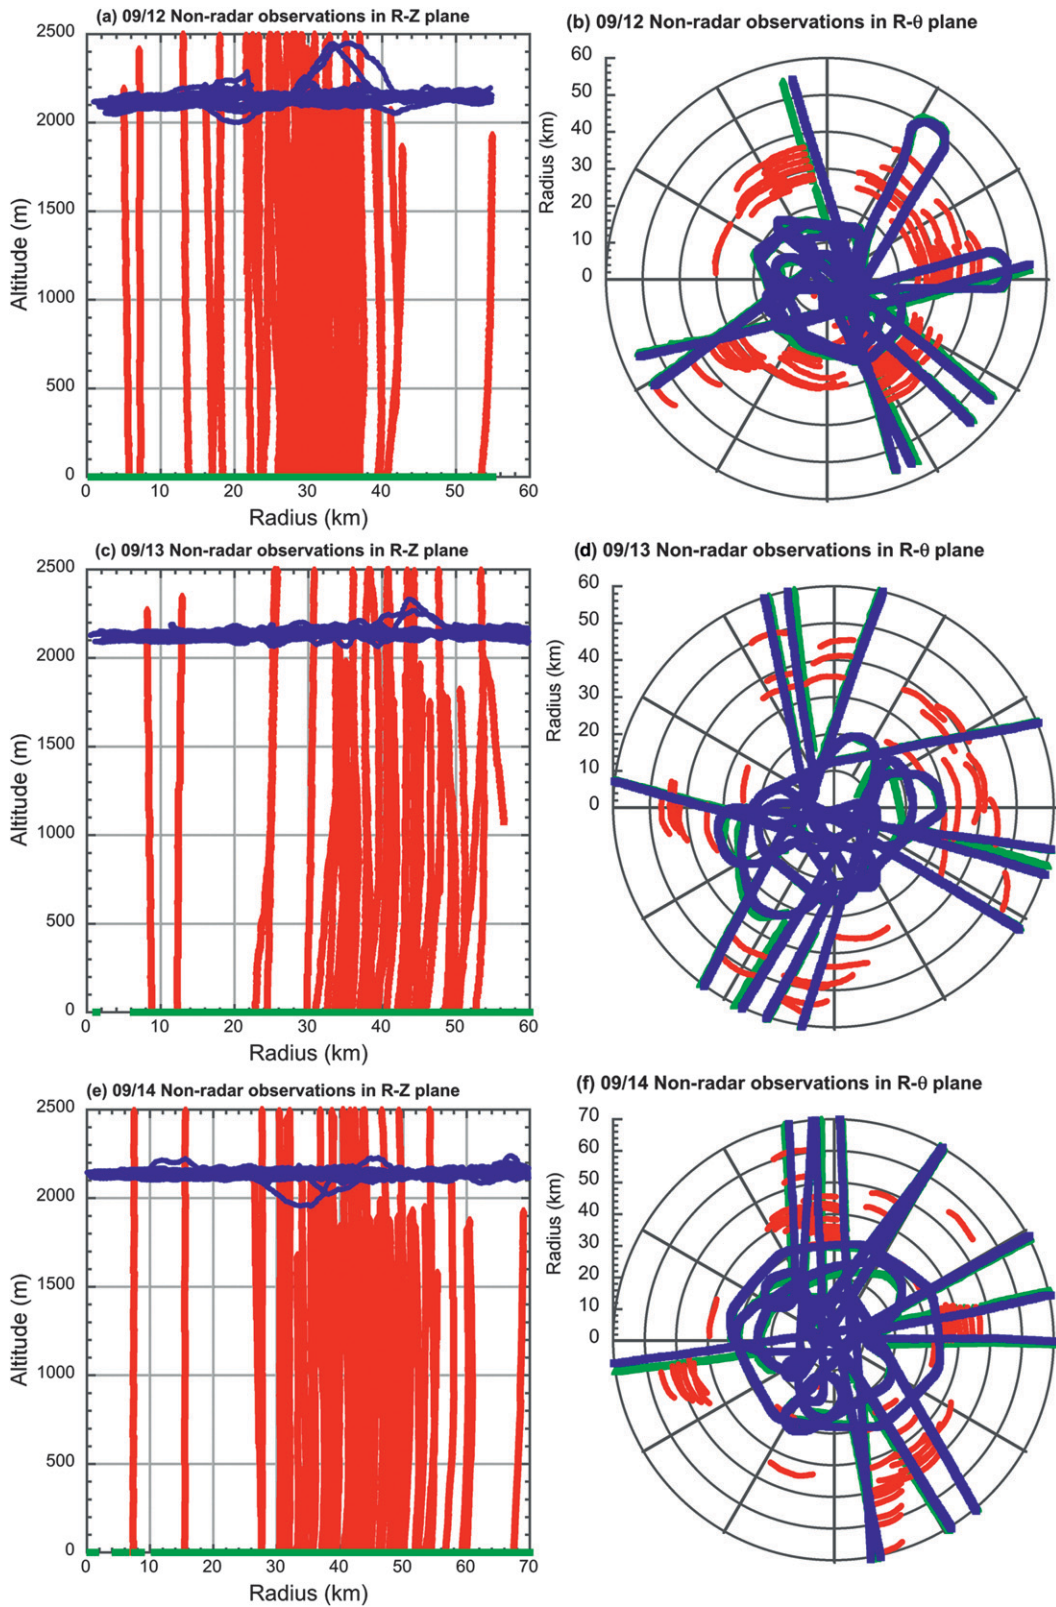 (a) 09/12 Non-radar observations in R-Z plane
2500
2000
1500
1000
500
0
Altitude (m)
0 10 20 30 40 50 60
Radius (km)
(b) 09/12 Non-radar observations in R-θ plane
60
50
40
30
20
10
0
Radius (km)
(c) 09/13 Non-radar observations in R-Z plane
2500
2000
1500
1000
500
0
Altitude (m)
0 10 20 30 40 50 60
Radius (km)
(d) 09/13 Non-radar observations in R-θ plane
60
50
40
30
20
10
0
Radius (km)
(e) 09/14 Non-radar observations in R-Z plane
2500
2000
1500
1000
500
0
Altitude (m)
0 10 20 30 40 50 60 70
Radius (km)
(f) 09/14 Non-radar observations in R-θ plane
70
60
50
40
30
20
10
0
Radius (km)